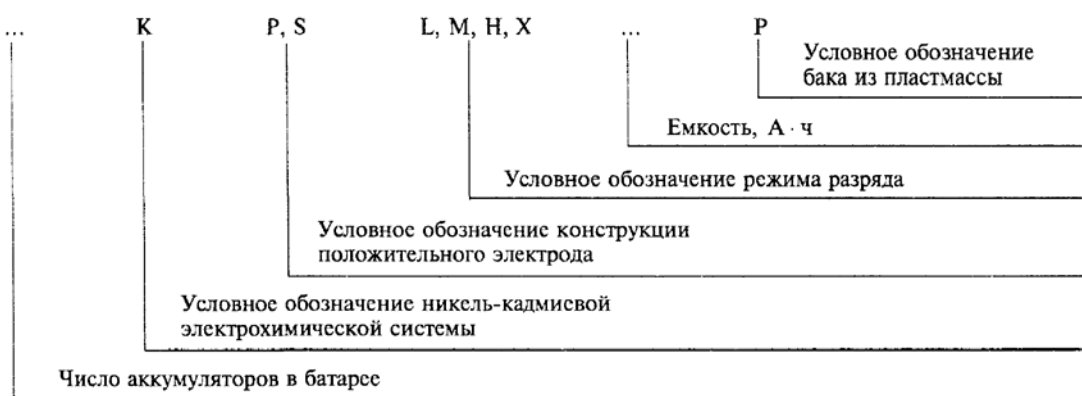 ... K P, S L, M, H, X ... P
Условное обозначение
бака из пластмассы
Емкость, А · ч
Условное обозначение режима разряда
Условное обозначение конструкции
положительного электрода
Условное обозначение никель-кадмиевой
электрохимической системы
Число аккумуляторов в батарее